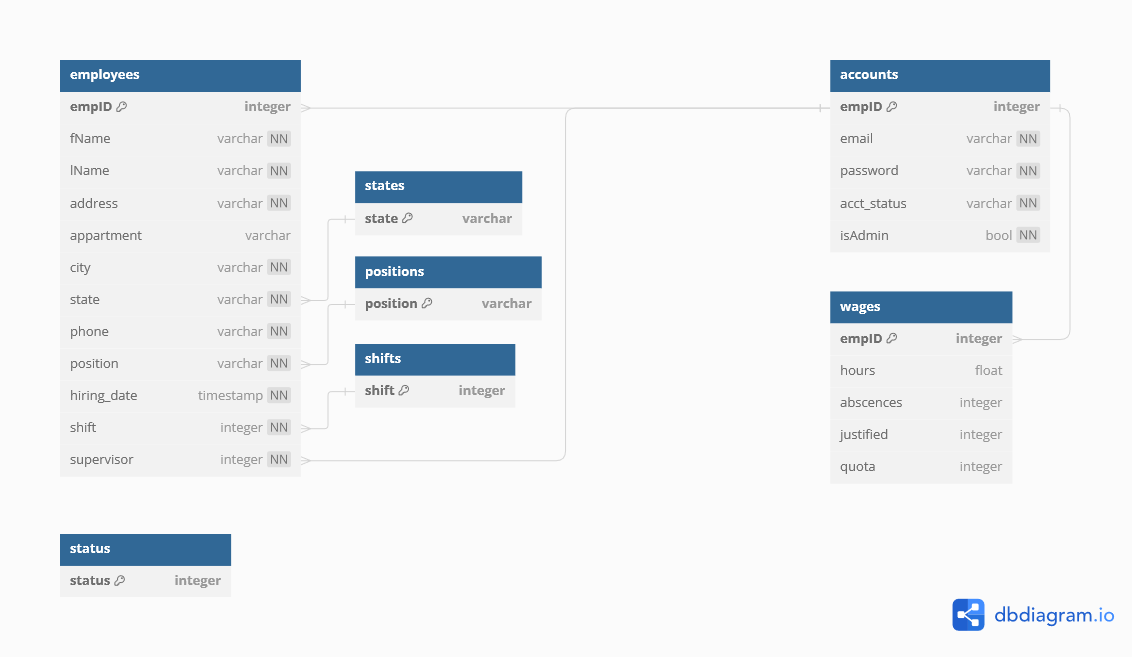 employees
empID integer
fName varchar NN
lName varchar NN
address varchar NN
appartment varchar
city varchar NN
state varchar NN
phone varchar NN
position varchar NN
hiring_date timestamp NN
shift integer NN
supervisor integer NN
states
state varchar
positions
position varchar
shifts
shift integer
accounts
empID integer
email varchar NN
password varchar NN
acct_status varchar NN
isAdmin bool NN
wages
empID integer
hours float
abscences integer
justified integer
quota integer
status
status integer
dbdiagram.io